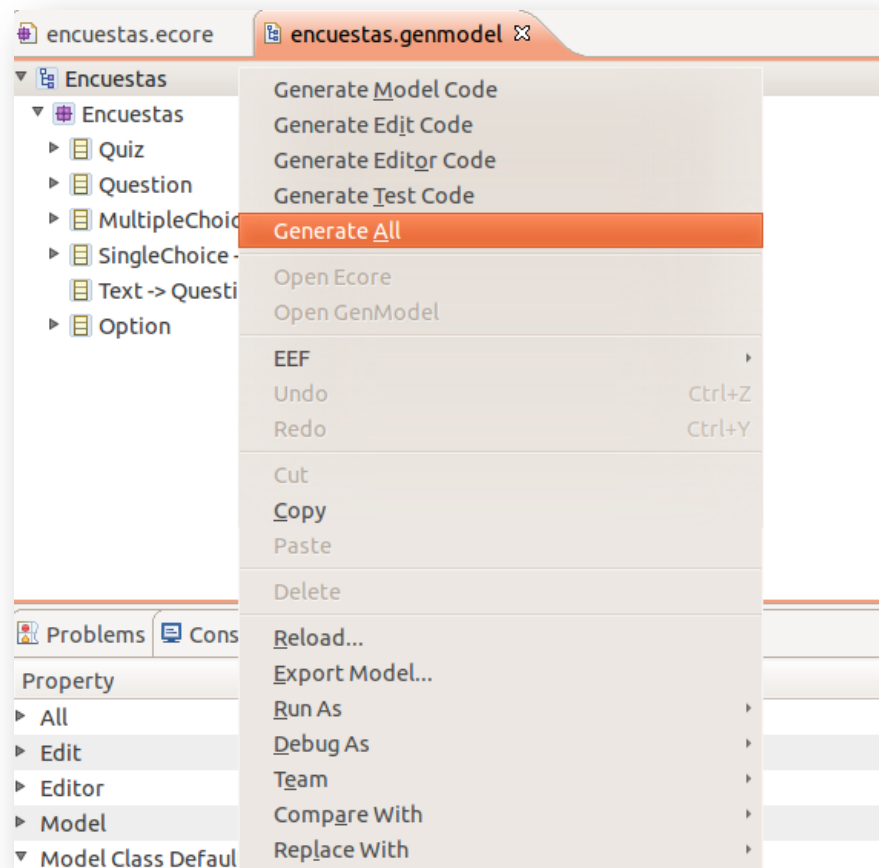 encuestas.ecore
encuestas.genmodel
Encuestas
Encuestas
Quiz
Question
MultipleChoic
SingleChoice -
Text -> Questi
Option
Generate Model Code
Generate Edit Code
Generate Editor Code
Generate Test Code
Generate All
Open Ecore
Open GenModel
EEF
Undo Ctrl+Z
Redo Ctrl+Y
Cut
Copy
Paste
Delete
Reload...
Export Model...
Run As
Debug As
Team
Compare With
Replace With
Problems
Cons
Property
All
Edit
Editor
Model
Model Class Defaul